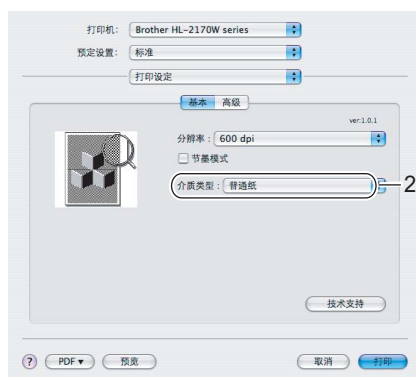 打印机: Brother HL-2170W series
预定设置: 标准
打印设定
基本 高级
ver:1.0.1
分辨率: 600 dpi
节墨模式
介质类型: 普通纸 2
技术支持
? PDF▼ 预览 取消 打印